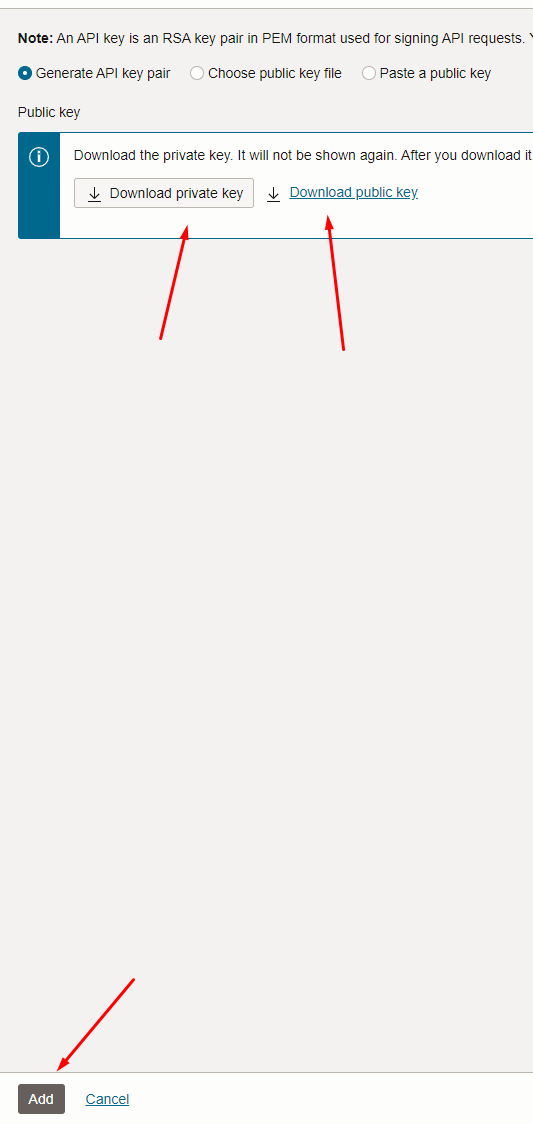 Note: An API key is an RSA key pair in PEM format used for signing API requests.
Generate API key pair Choose public key file Paste a public key
Public key
Download the private key. It will not be shown again. After you download it
Download private key Download public key
Add Cancel